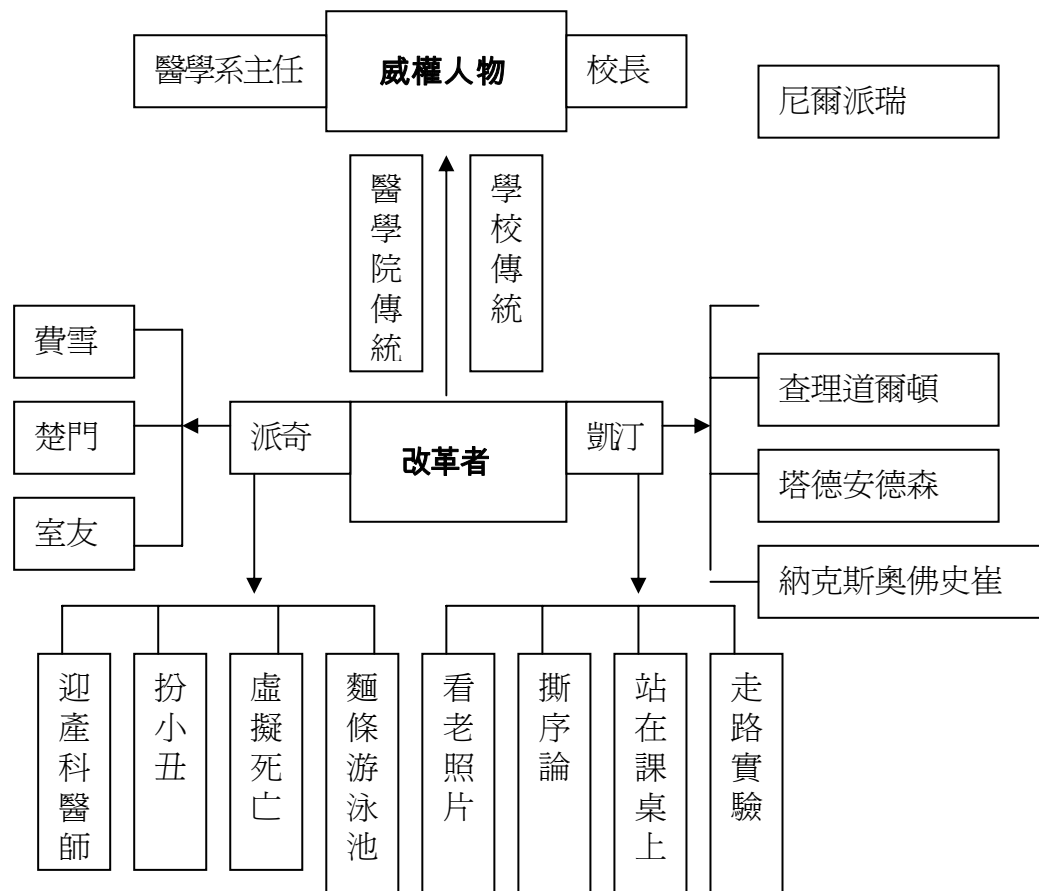 醫學系主任
威權人物
校長
尼爾派瑞
醫學院傳統
學校傳統
費雪
楚門
室友
派奇
改革者
凱汀
查理道爾頓
塔德安德森
納克斯奧佛史崔
迎產科醫師
扮小丑
虛擬死亡
麵條游泳池
看老照片
撕序論
站在課桌上
走路實驗